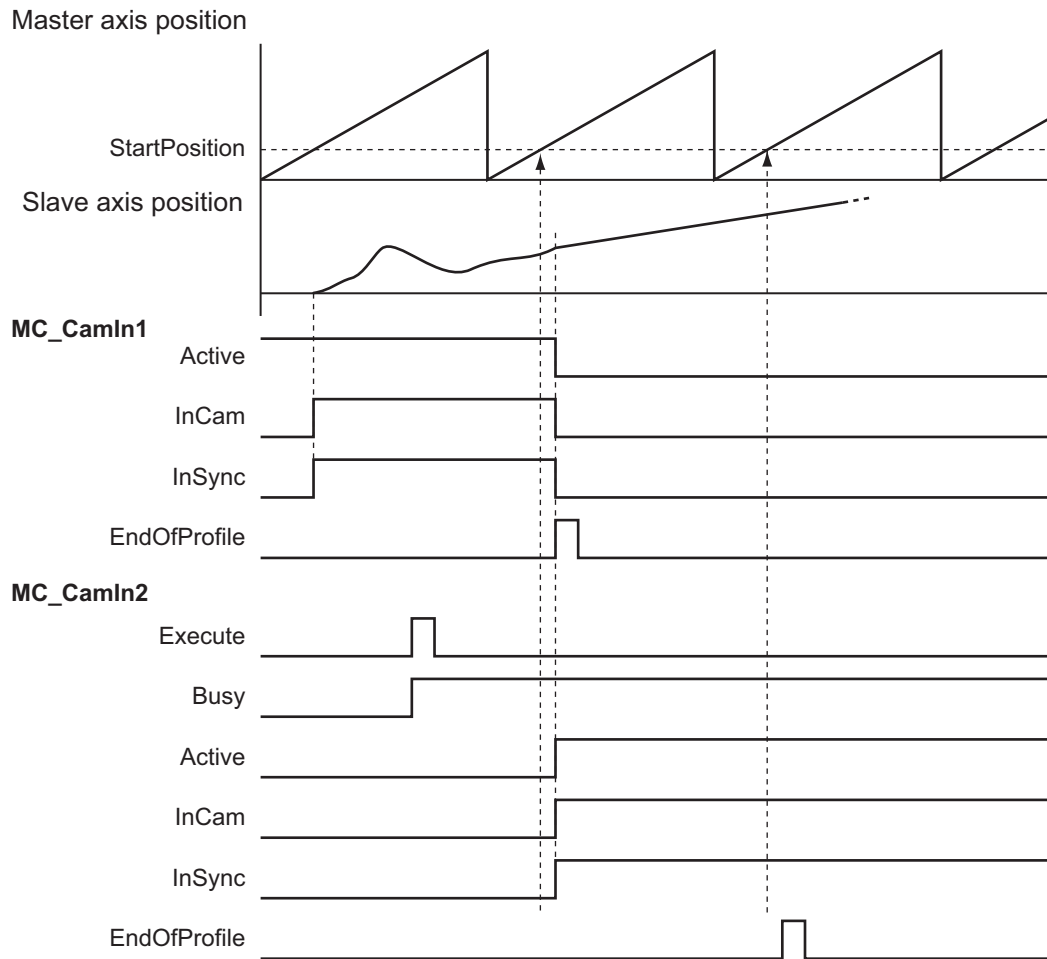 Master axis position
StartPosition
Slave axis position
MC_CamIn1
Active
InCam
InSync
EndOfProfile
MC_CamIn2
Execute
Busy
Active
InCam
InSync
EndOfProfile